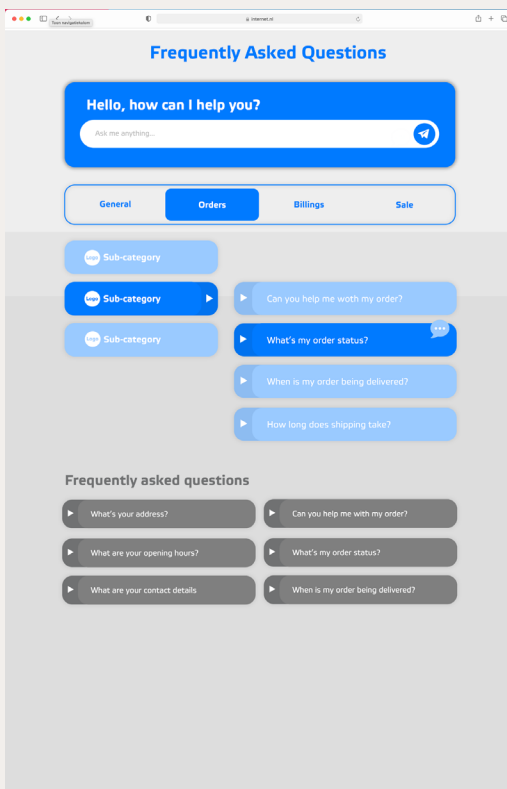 Toon navigatiekolom
internet.nl
Frequently Asked Questions
Hello, how can I help you?
Ask me anything...
General
Orders
Billings
Sale
Logo Sub-category
Logo Sub-category
Logo Sub-category
Can you help me woth my order?
What's my order status?
When is my order being delivered?
How long does shipping take?
Frequently asked questions
What's your address?
Can you help me with my order?
What are your opening hours?
What's my order status?
What are your contact details
When is my order being delivered?